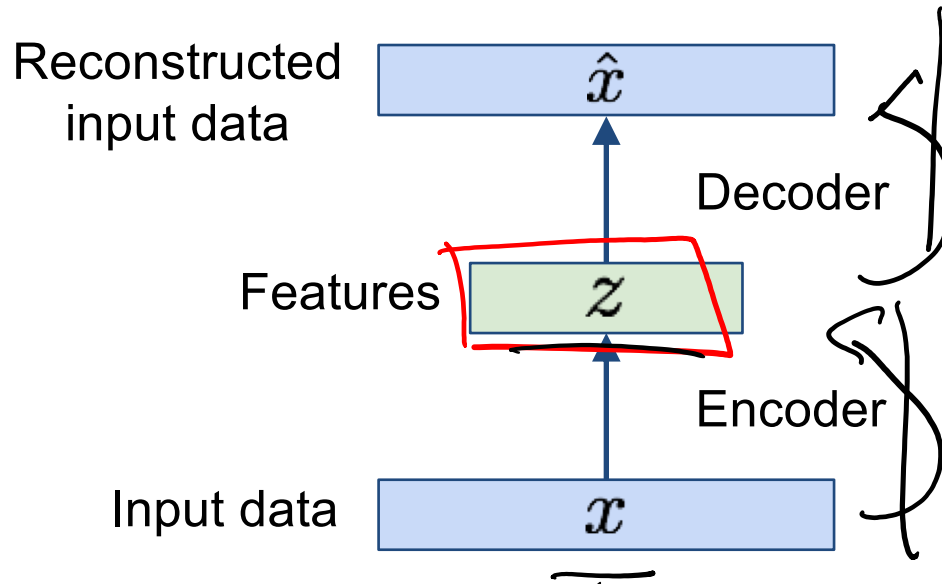 Reconstructed
input data
x̂
Decoder
Features
z
Encoder
Input data
x